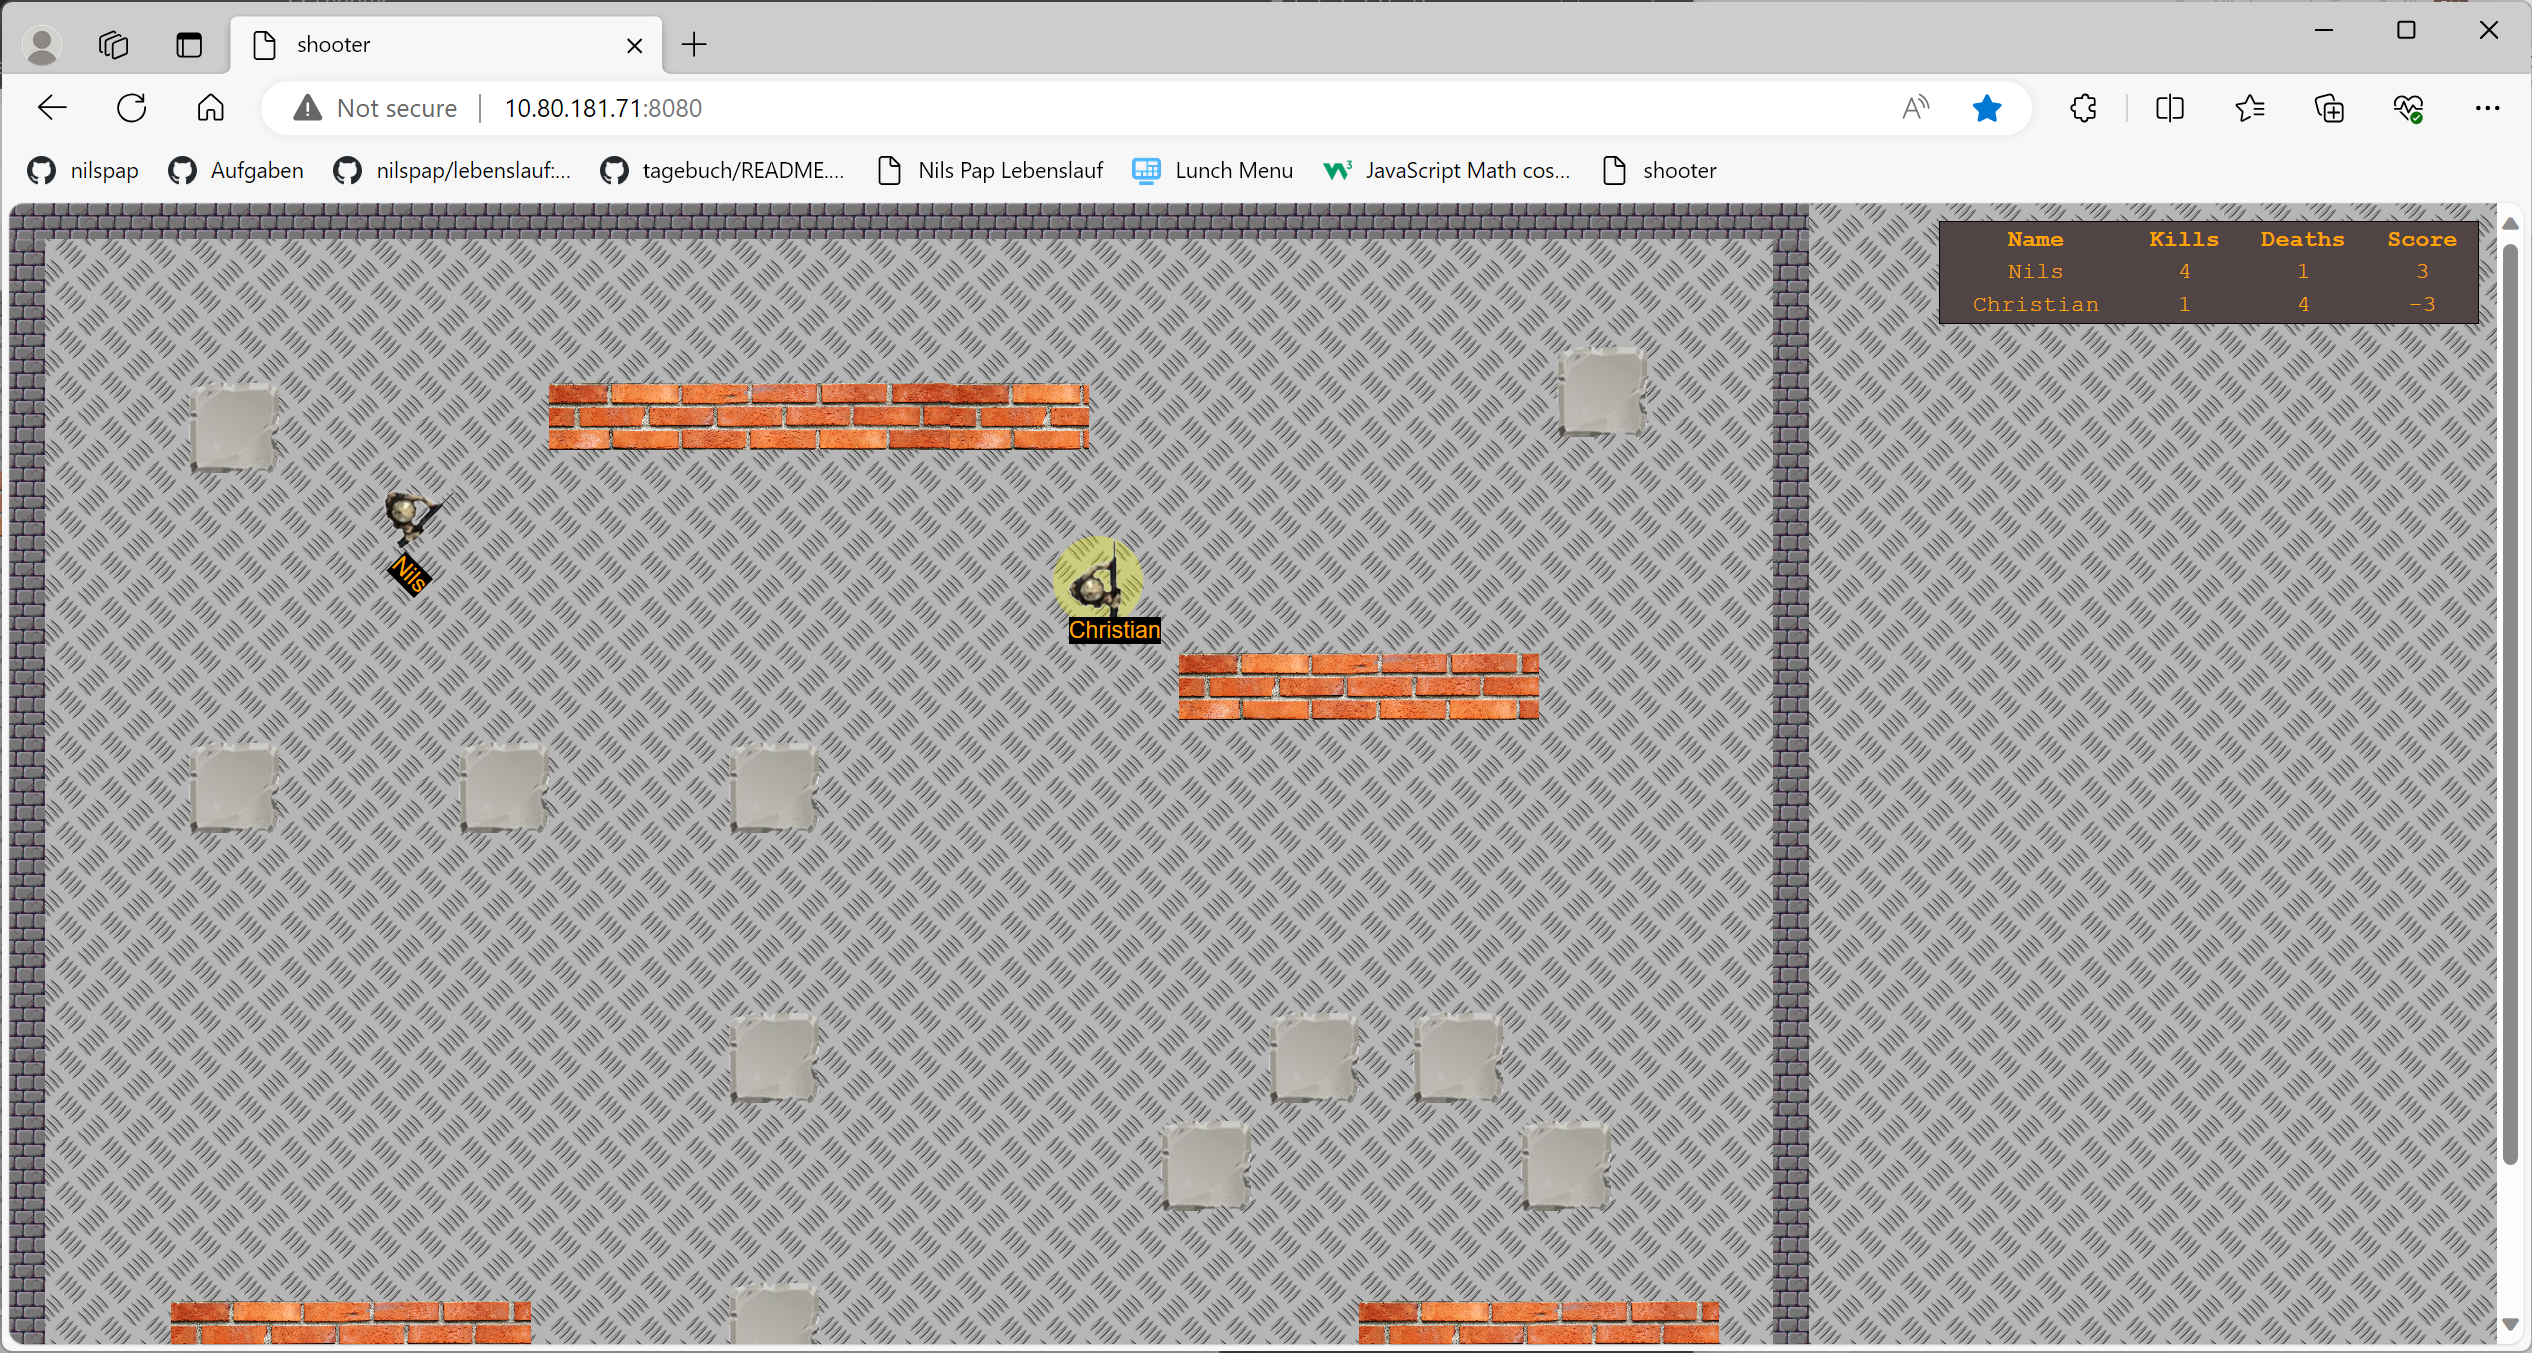 shooter
Not secure 10.80.181.71:8080
nilspap Aufgaben nilspap/lebenslauf:... tagebuch/README.... Nils Pap Lebenslauf Lunch Menu JavaScript Math cos... shooter
Name Kills Deaths Score
Nils 4 1 3
Christian 1 4 -3
Nils
Christian